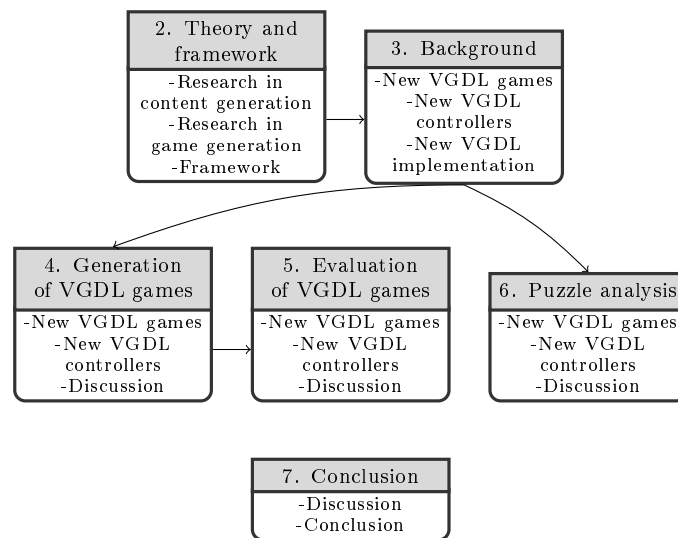 2. Theory and
framework
-Research in
content generation
-Research in
game generation
-Framework
3. Background
-New VGDL games
-New VGDL
controllers
-New VGDL
implementation
4. Generation
of VGDL games
-New VGDL games
-New VGDL
controllers
-Discussion
5. Evaluation
of VGDL games
-New VGDL games
-New VGDL
controllers
-Discussion
6. Puzzle analysis
-New VGDL games
-New VGDL
controllers
-Discussion
7. Conclusion
-Discussion
-Conclusion